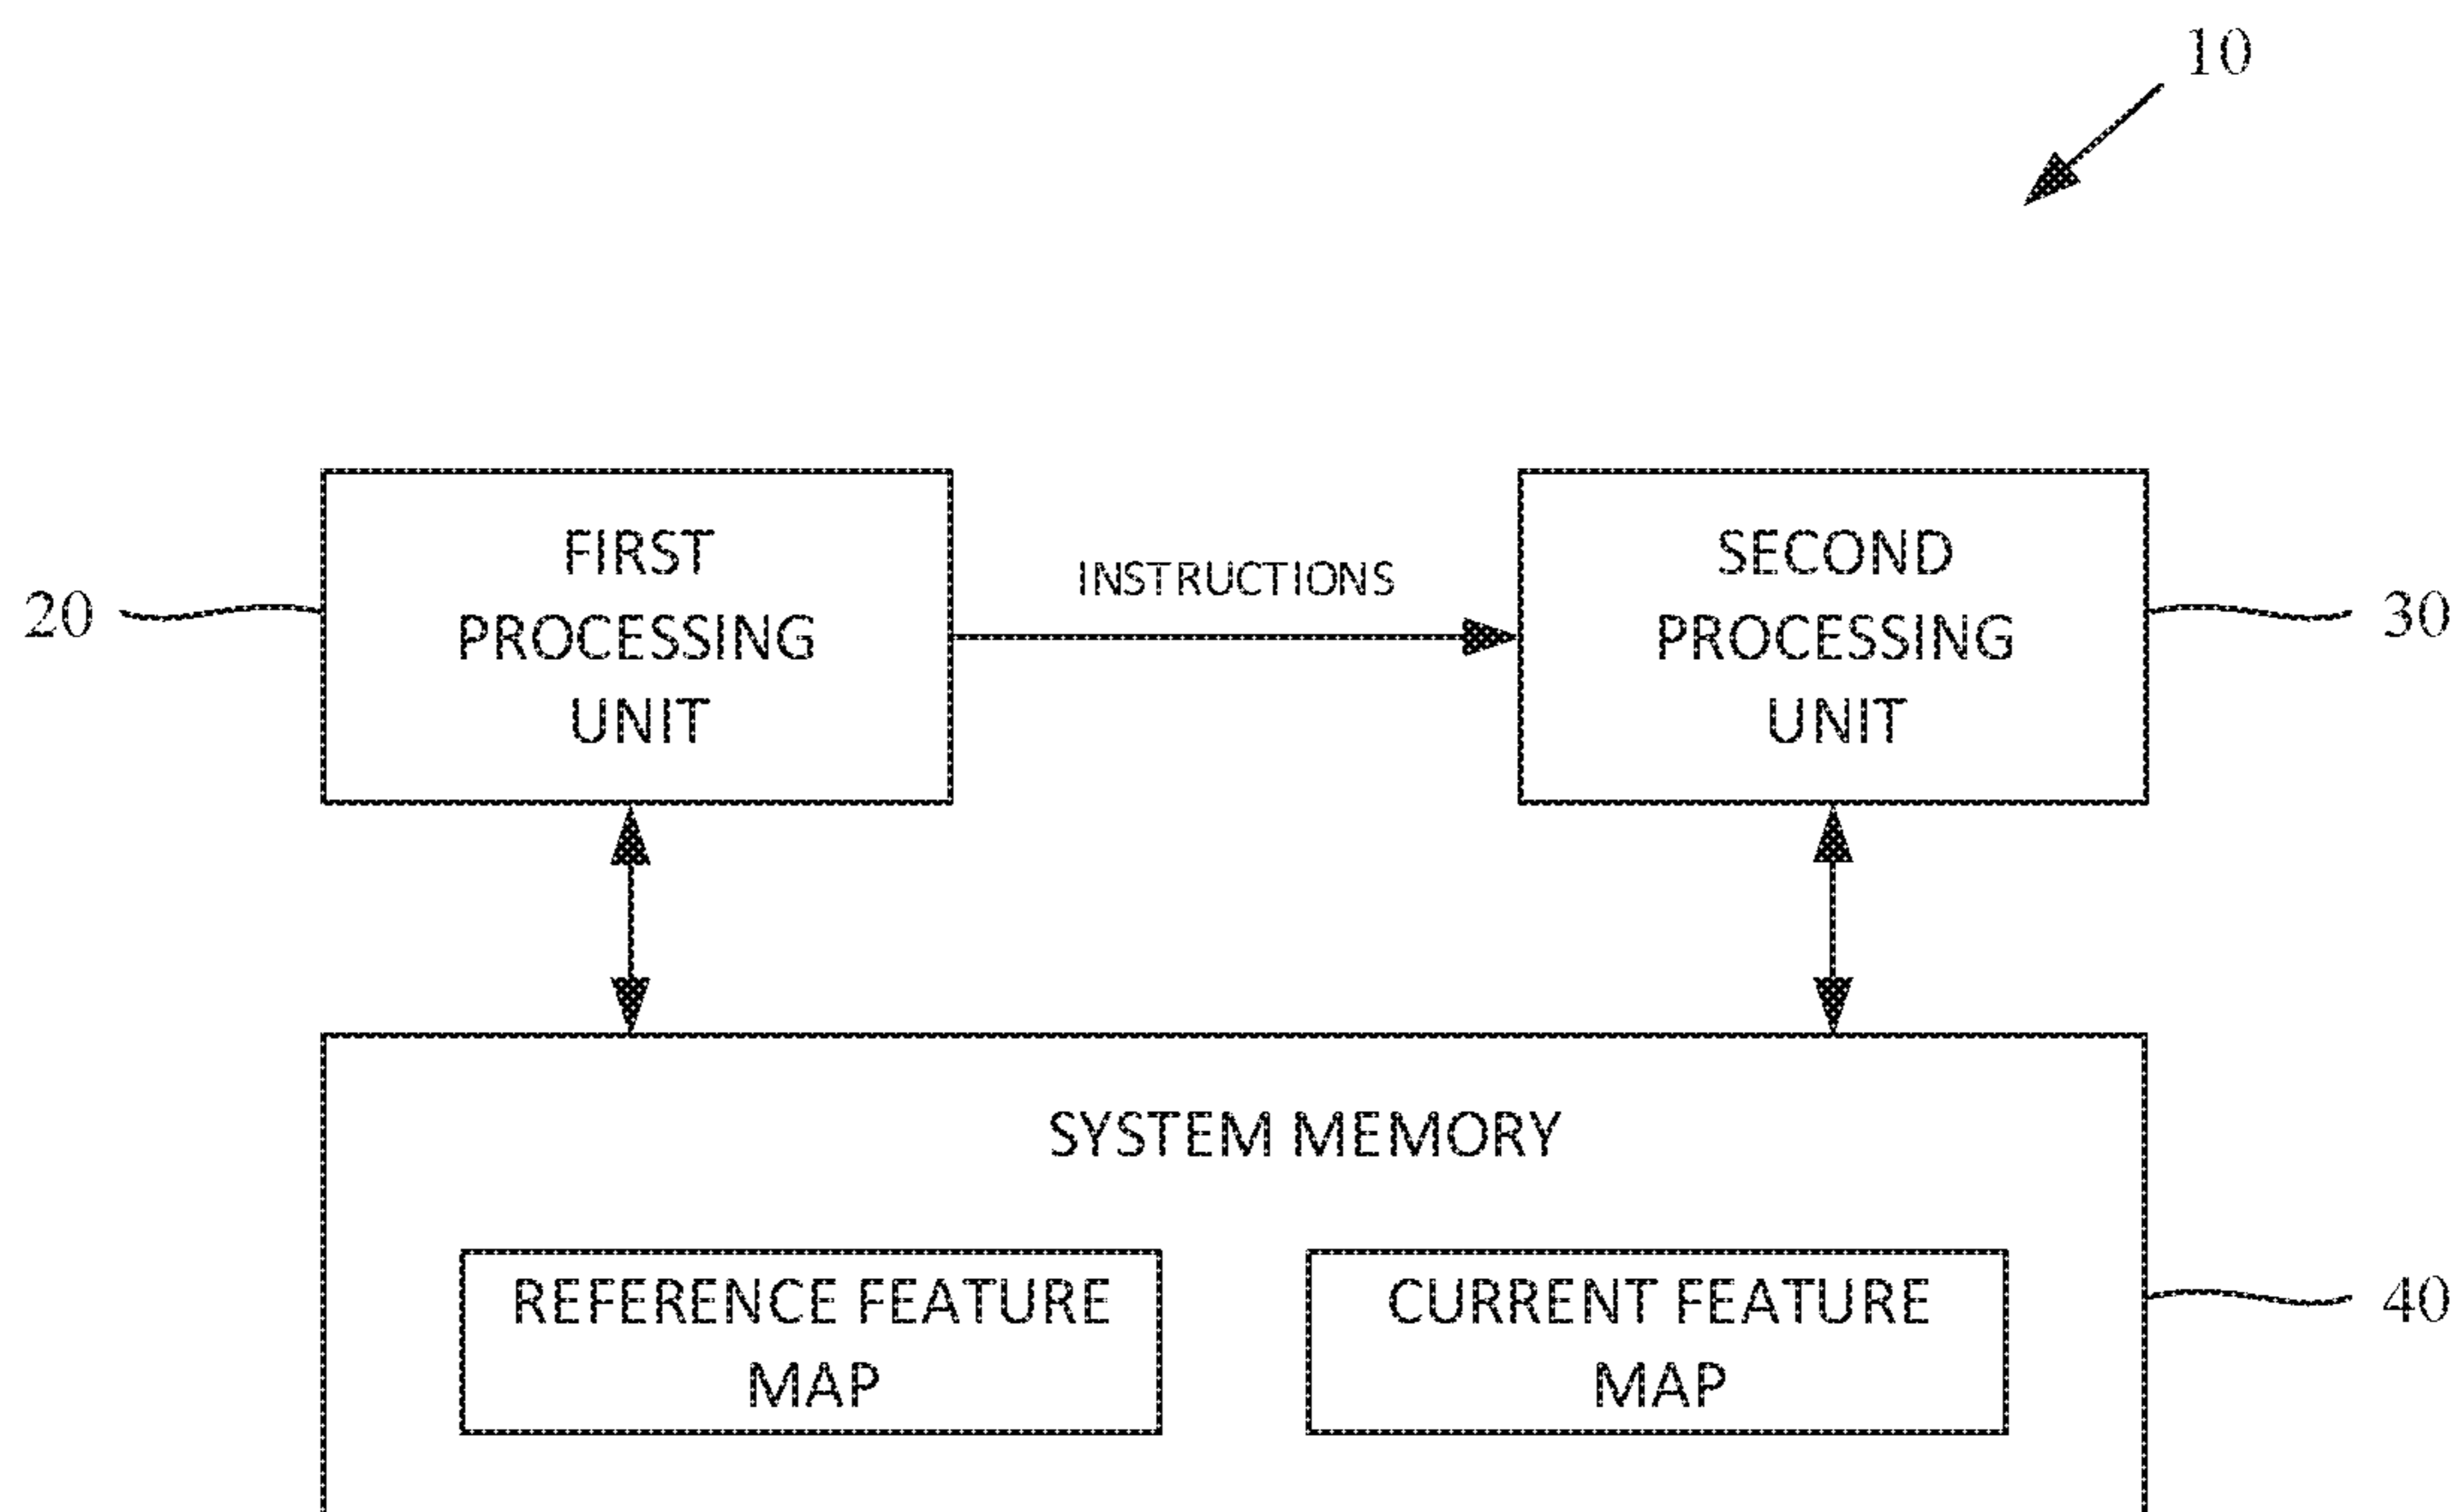 10
FIRST
PROCESSING
UNIT
INSTRUCTIONS
SECOND
PROCESSING
UNIT
20
30
SYSTEM MEMORY
REFERENCE FEATURE
MAP
CURRENT FEATURE
MAP
40